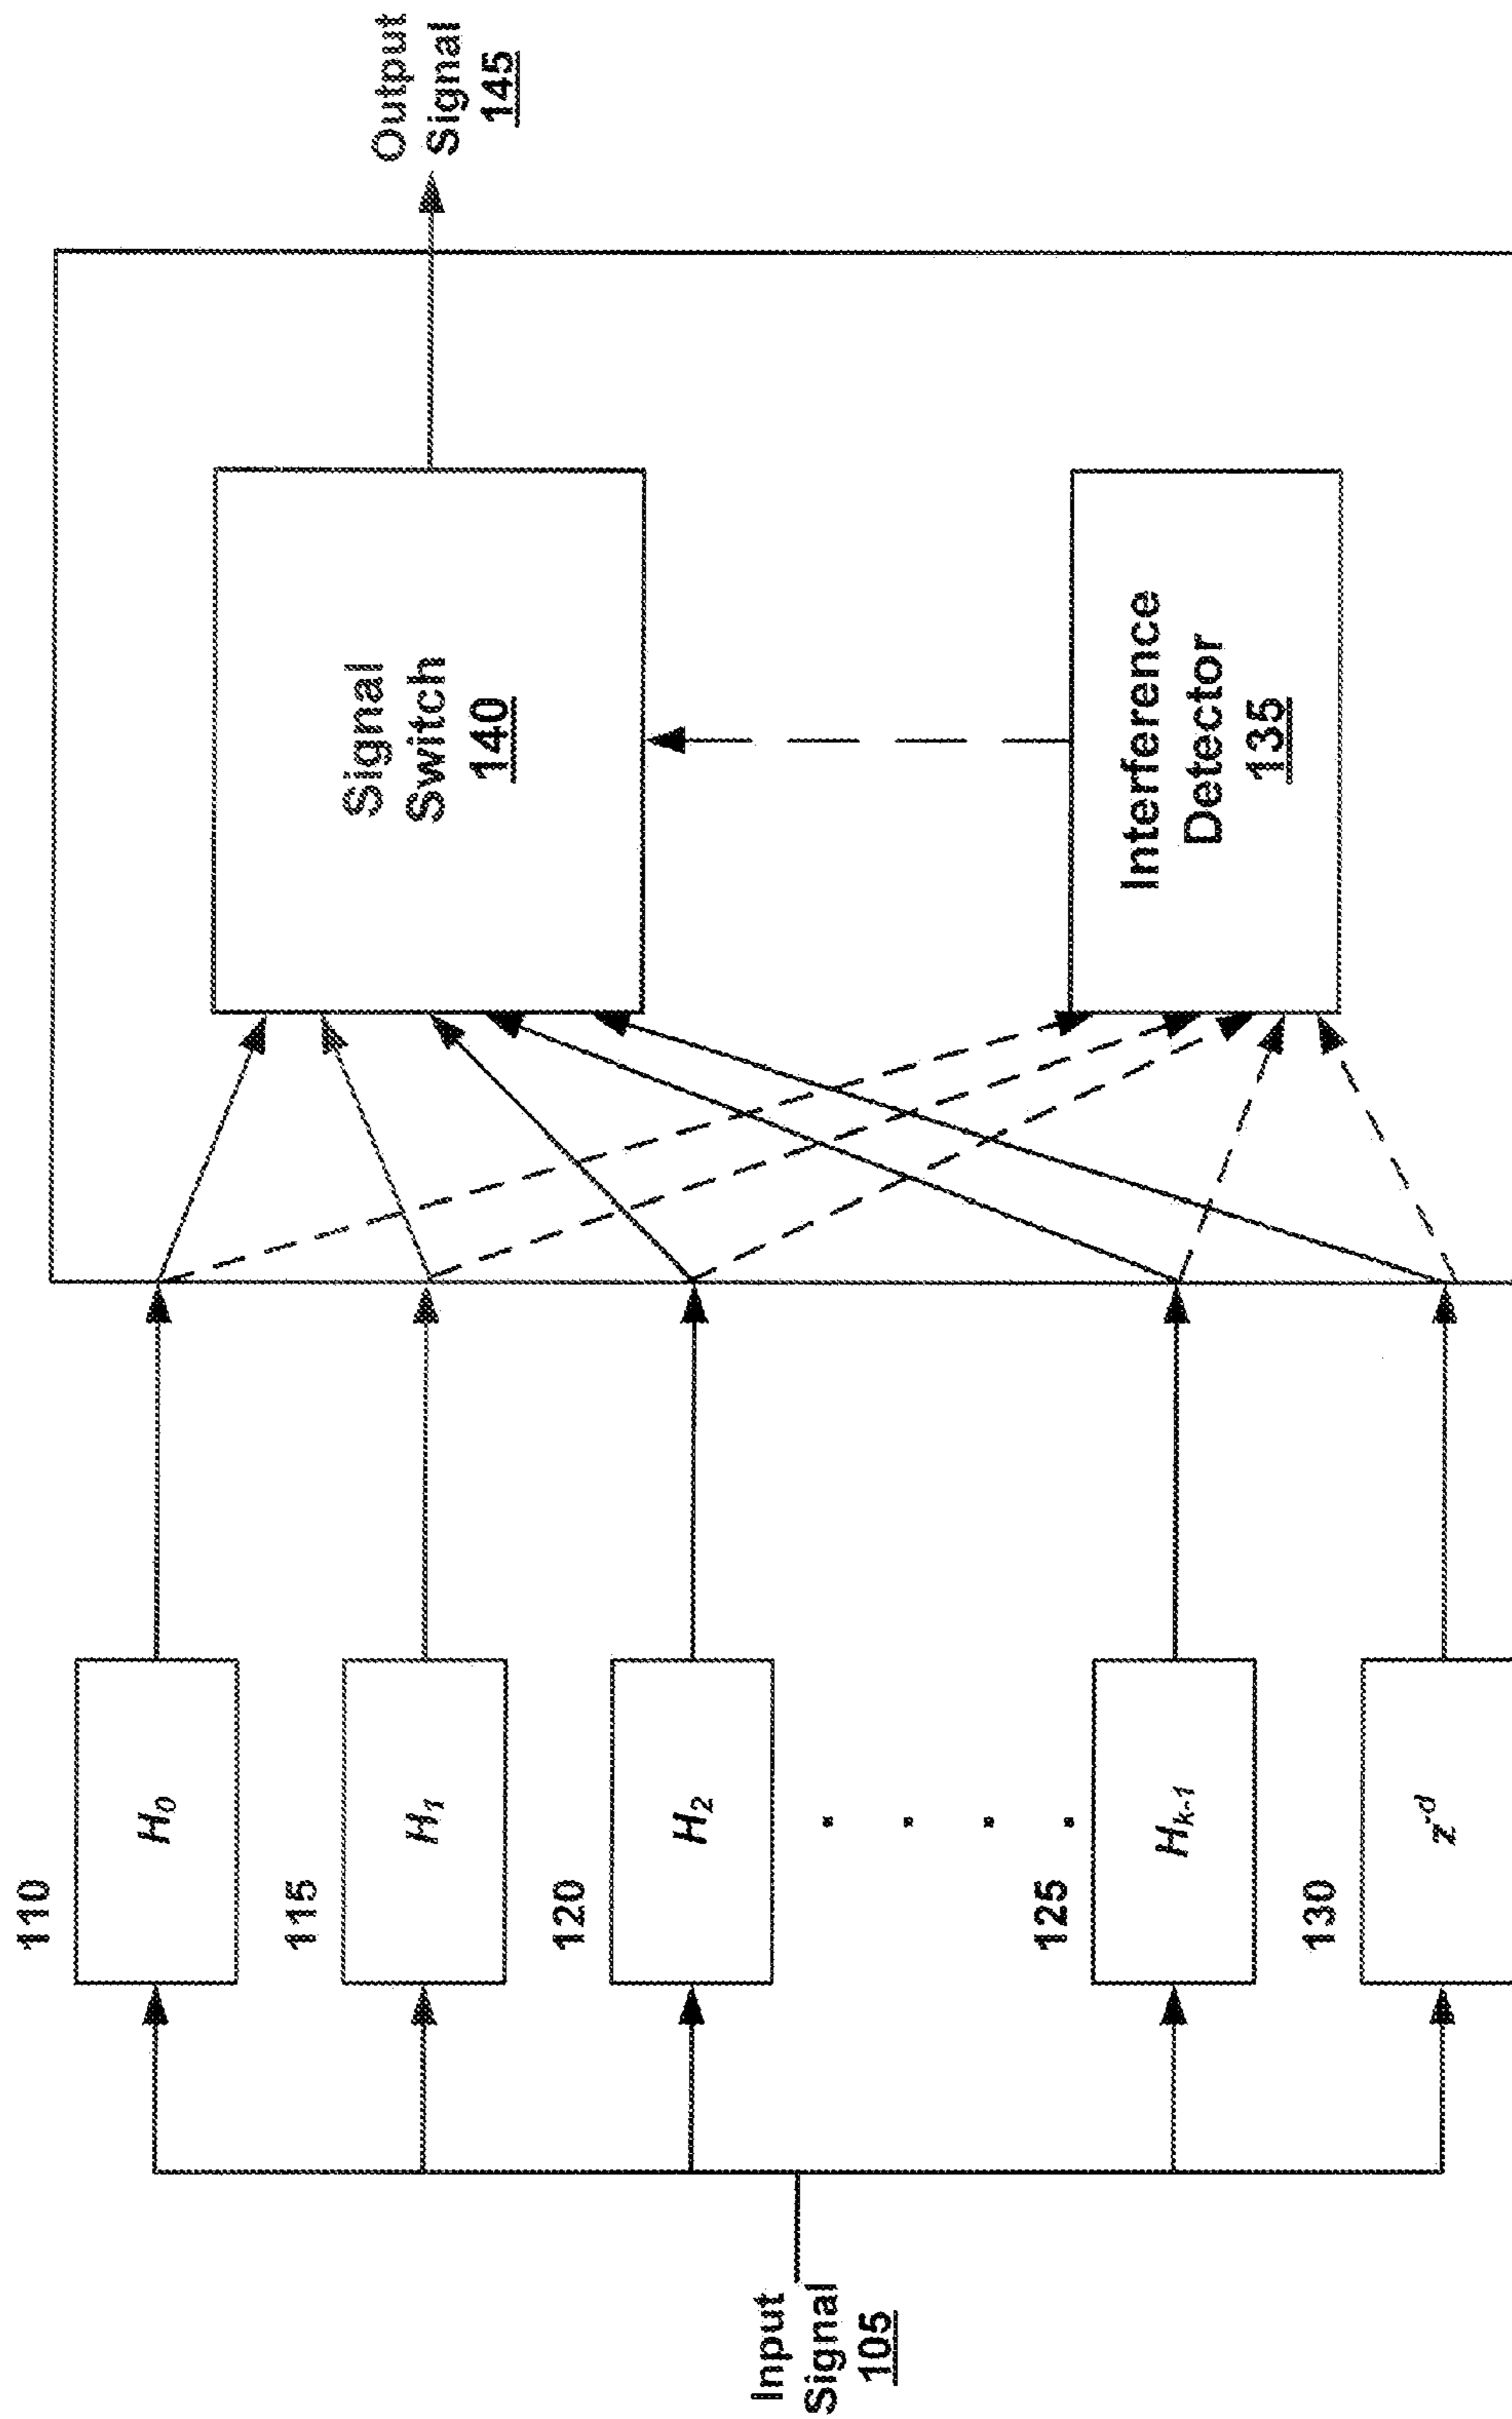 Input
Signal
105
110
H₀
115
H₁
120
H₂
125
Hₖ₋₁
130
z⁻ᵈ
Signal
Switch
140
Interference
Detector
135
Output
Signal
145